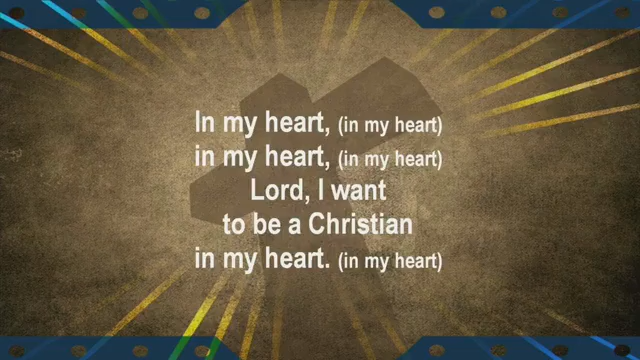 In my heart, (in my heart)
in my heart, (in my heart)
Lord, I want
to be a Christian
in my heart. (in my heart)